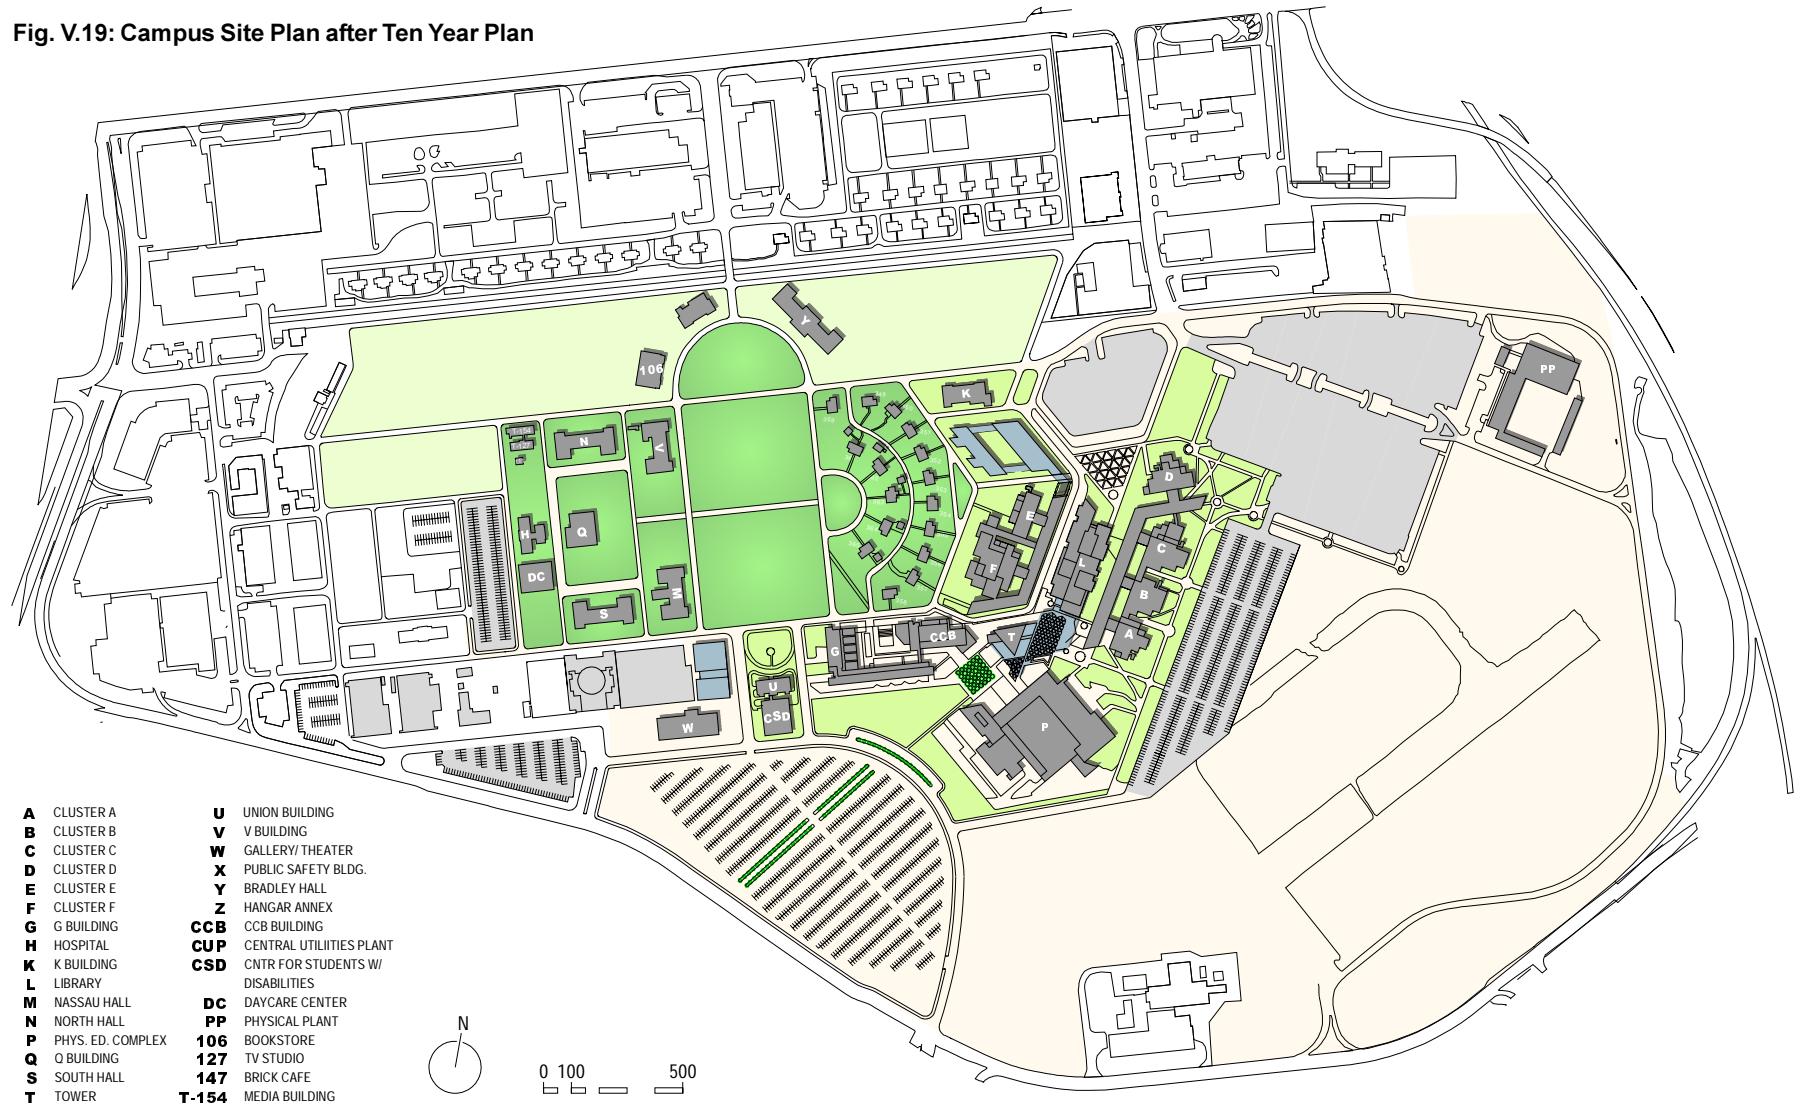 Fig. V.19: Campus Site Plan after Ten Year Plan
Y
106
PP
K
T-154
T-127
N
V
D
E
H
Q
C
L
F
DC
B
M
S
A
CCB
T
G
U
CSD
W
P
A CLUSTER A
B CLUSTER B
C CLUSTER C
D CLUSTER D
E CLUSTER E
F CLUSTER F
G G BUILDING
H HOSPITAL
K K BUILDING
L LIBRARY
M NASSAU HALL
N NORTH HALL
P PHYS. ED. COMPLEX
Q Q BUILDING
S SOUTH HALL
T TOWER
U UNION BUILDING
V V BUILDING
W GALLERY/ THEATER
X PUBLIC SAFETY BLDG.
Y BRADLEY HALL
Z HANGAR ANNEX
CCB CCB BUILDING
CUP CENTRAL UTILIITIES PLANT
CSD CNTR FOR STUDENTS W/
DISABILITIES
DC DAYCARE CENTER
PP PHYSICAL PLANT
106 BOOKSTORE
127 TV STUDIO
147 BRICK CAFE
T-154 MEDIA BUILDING
N
0 100 500